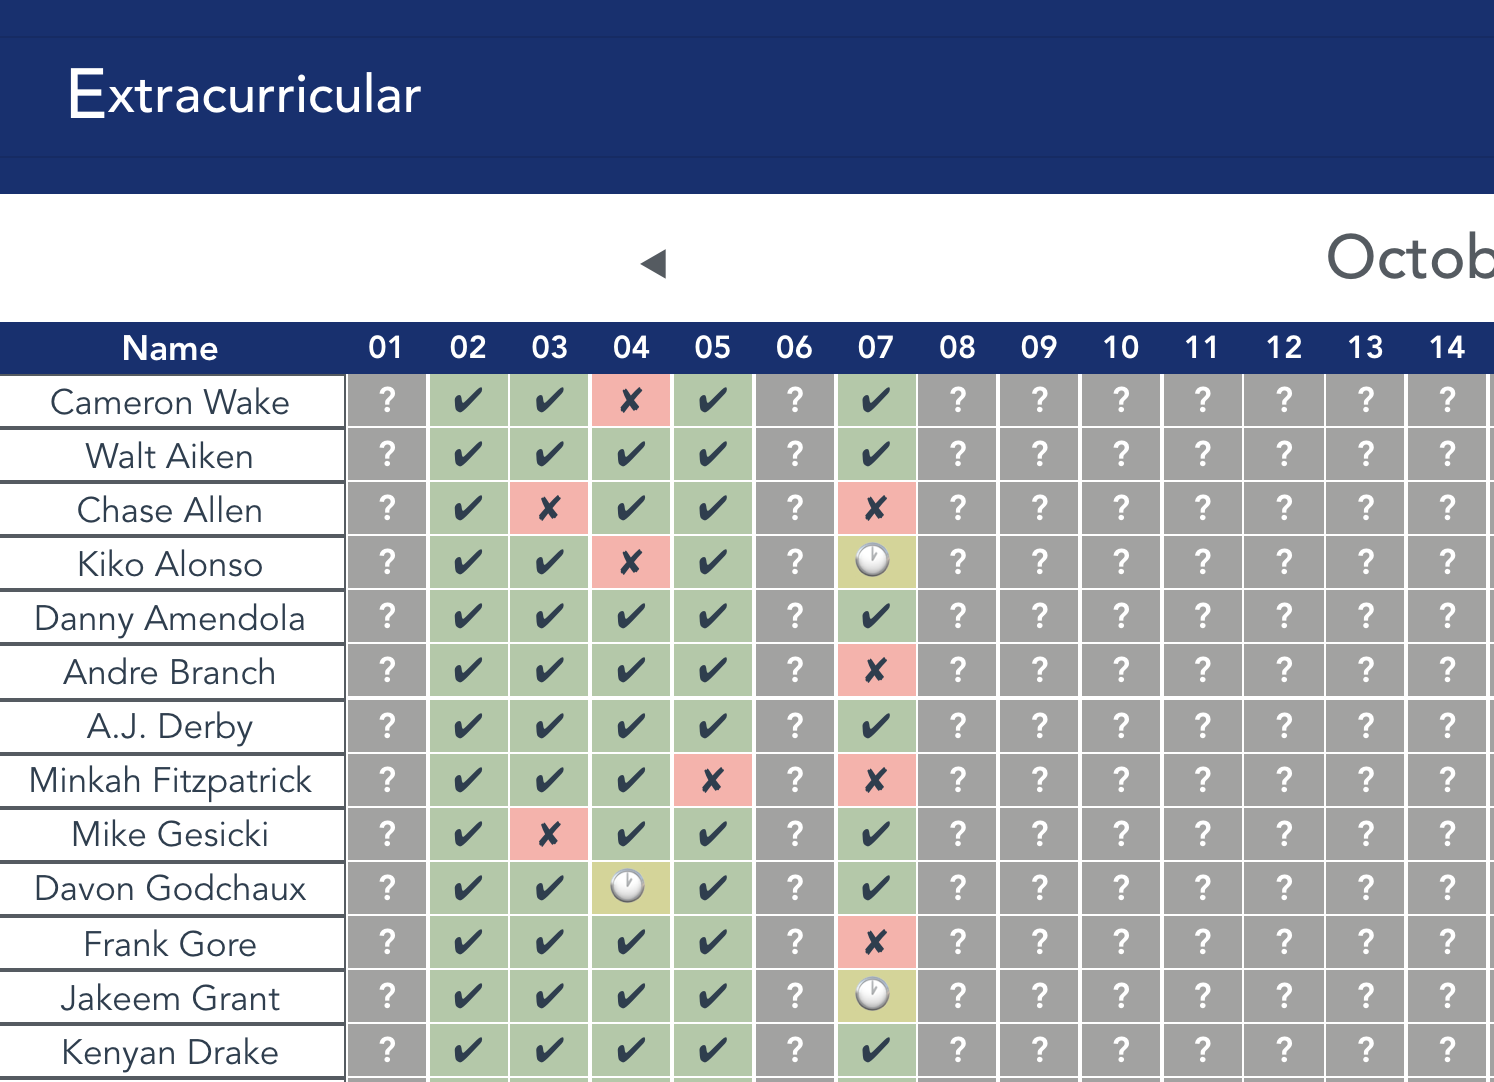 Extracurricular
◀ Octob
Name 01 02 03 04 05 06 07 08 09 10 11 12 13 14
Cameron Wake ? ✔ ✔ ✘ ✔ ? ✔ ? ? ? ? ? ? ?
Walt Aiken ? ✔ ✔ ✔ ✔ ? ✔ ? ? ? ? ? ? ?
Chase Allen ? ✔ ✘ ✔ ✔ ? ✘ ? ? ? ? ? ? ?
Kiko Alonso ? ✔ ✔ ✘ ✔ ? 🕐 ? ? ? ? ? ? ?
Danny Amendola ? ✔ ✔ ✔ ✔ ? ✔ ? ? ? ? ? ? ?
Andre Branch ? ✔ ✔ ✔ ✔ ? ✘ ? ? ? ? ? ? ?
A.J. Derby ? ✔ ✔ ✔ ✔ ? ✔ ? ? ? ? ? ? ?
Minkah Fitzpatrick ? ✔ ✔ ✔ ✘ ? ✘ ? ? ? ? ? ? ?
Mike Gesicki ? ✔ ✘ ✔ ✔ ? ✔ ? ? ? ? ? ? ?
Davon Godchaux ? ✔ ✔ 🕐 ✔ ? ✔ ? ? ? ? ? ? ?
Frank Gore ? ✔ ✔ ✔ ✔ ? ✘ ? ? ? ? ? ? ?
Jakeem Grant ? ✔ ✔ ✔ ✔ ? 🕐 ? ? ? ? ? ? ?
Kenyan Drake ? ✔ ✔ ✔ ✔ ? ✔ ? ? ? ? ? ? ?